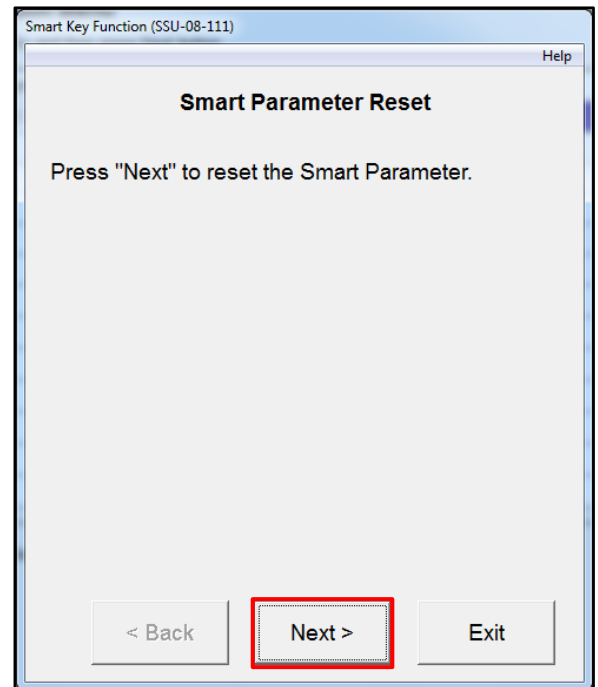 Smart Key Function (SSU-08-111)
Help
Smart Parameter Reset
Press "Next" to reset the Smart Parameter.
< Back
Next >
Exit